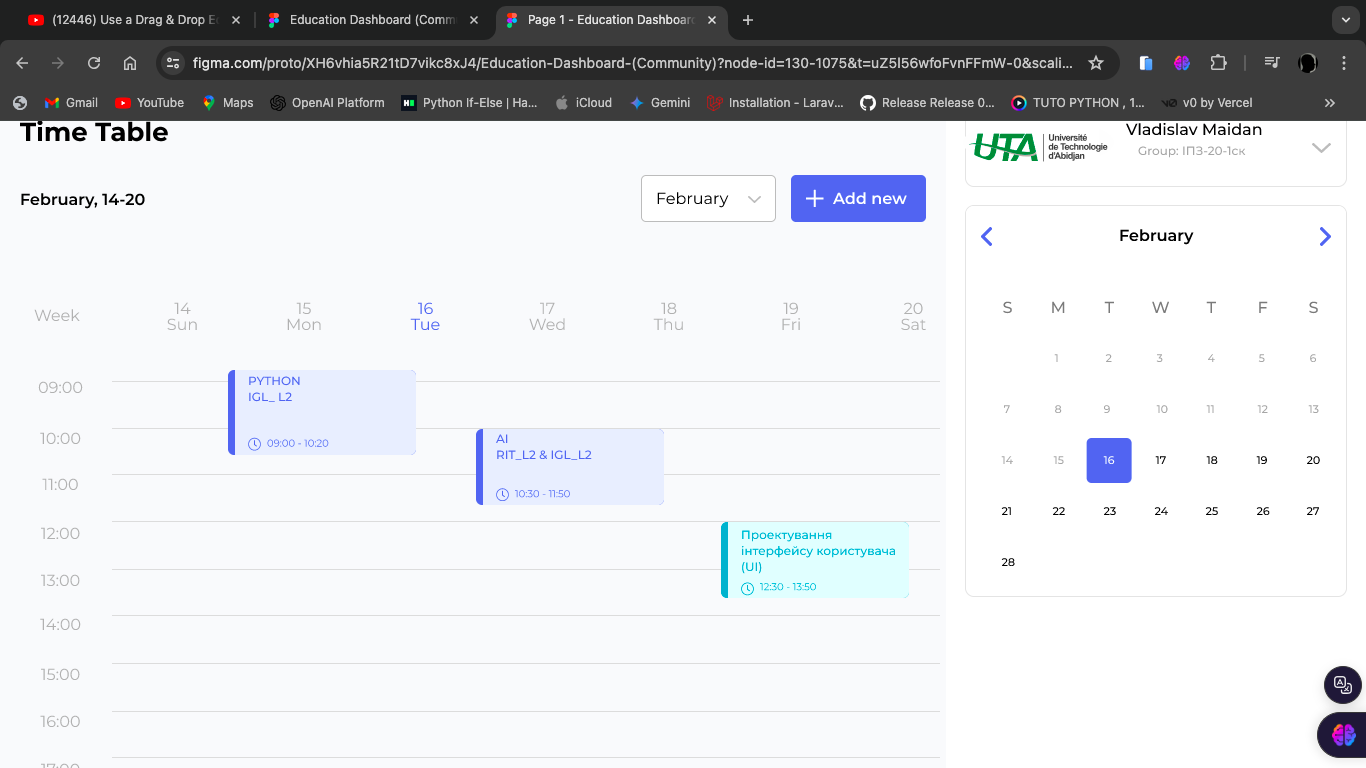 (12446) Use a Drag & Drop E
Education Dashboard (Comm
Page 1 - Education Dashboard
figma.com/proto/XH6vhia5R21tD7vikc8xJ4/Education-Dashboard-(Community)?node-id=130-1075&t=uZ5l56wfoFvnFFmW-0&scali...
Gmail
YouTube
Maps
OpenAI Platform
Python If-Else | Ha...
iCloud
Gemini
Installation - Larav...
Release Release 0...
TUTO PYTHON , 1...
v0 by Vercel
Time Table
February, 14-20
February
Add new
Week
14
Sun
15
Mon
16
Tue
17
Wed
18
Thu
19
Fri
20
Sat
09:00
10:00
11:00
12:00
13:00
14:00
15:00
16:00
17:00
PYTHON
IGL_ L2
09:00 - 10:20
AI
RIT_L2 & IGL_L2
10:30 - 11:50
Проектування
інтерфейсу користувача
(UI)
12:30 - 13:50
UTA
Université
de Technologie
d'Abidjan
Vladislav Maidan
Group: ІПЗ-20-1ск
February
S M T W T F S
1 2 3 4 5 6
7 8 9 10 11 12 13
14 15 16 17 18 19 20
21 22 23 24 25 26 27
28